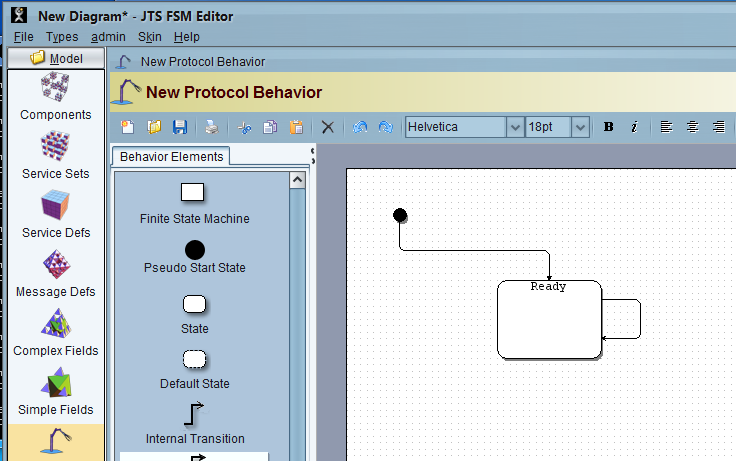 New Diagram* - JTS FSM Editor
File Types admin Skin Help
Model
New Protocol Behavior
New Protocol Behavior
Helvetica 18pt B i
Components
Service Sets
Service Defs
Message Defs
Complex Fields
Simple Fields
Behavior Elements
Finite State Machine
Pseudo Start State
State
Default State
Internal Transition
Ready